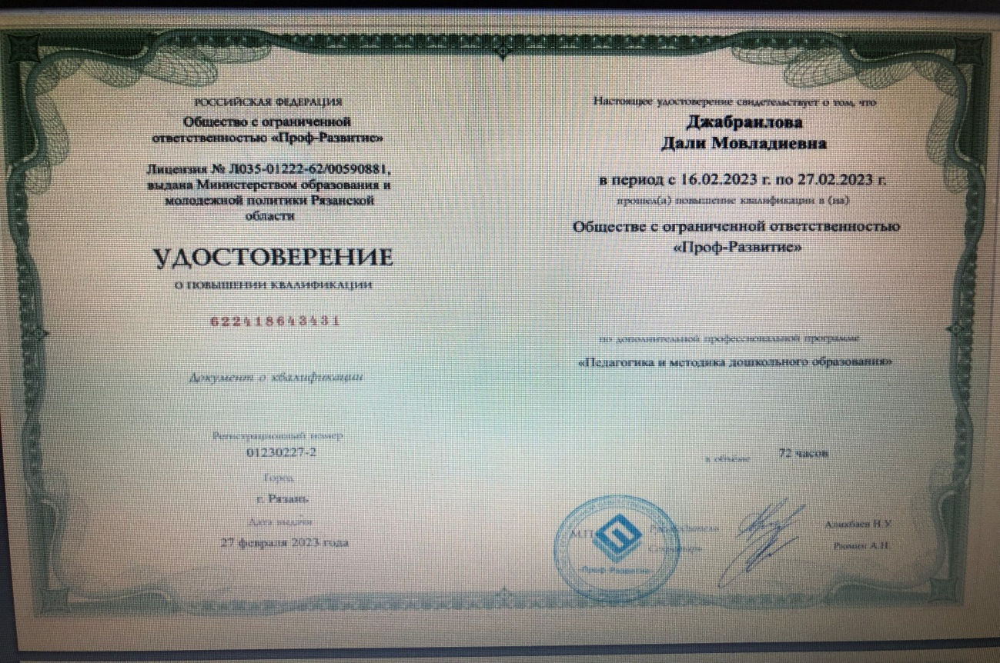 РОССИЙСКАЯ ФЕДЕРАЦИЯ
Общество с ограниченной
ответственностью «Проф-Развитие»
Лицензия № Л035-01222-62/00590881,
выдана Министерством образования и
молодежной политики Рязанской
области
УДОСТОВЕРЕНИЕ
О ПОВЫШЕНИИ КВАЛИФИКАЦИИ
622418643431
Документ о квалификации
Регистрационный номер
01230227-2
Город
г. Рязань
Дата выдачи
27 февраля 2023 года
Настоящее удостоверение свидетельствует о том, что
Джабраилова
Дали Мовладиевна
в период с 16.02.2023 г. по 27.02.2023 г.
прошел(а) повышение квалификации в (на)
Обществе с ограниченной ответственностью
«Проф-Развитие»
по дополнительной профессиональной программе
«Педагогика и методика дошкольного образования»
в объёме 72 часов
М.П. Руководитель
Секретарь
Рюмин А.Н.
«Проф-Развитие»